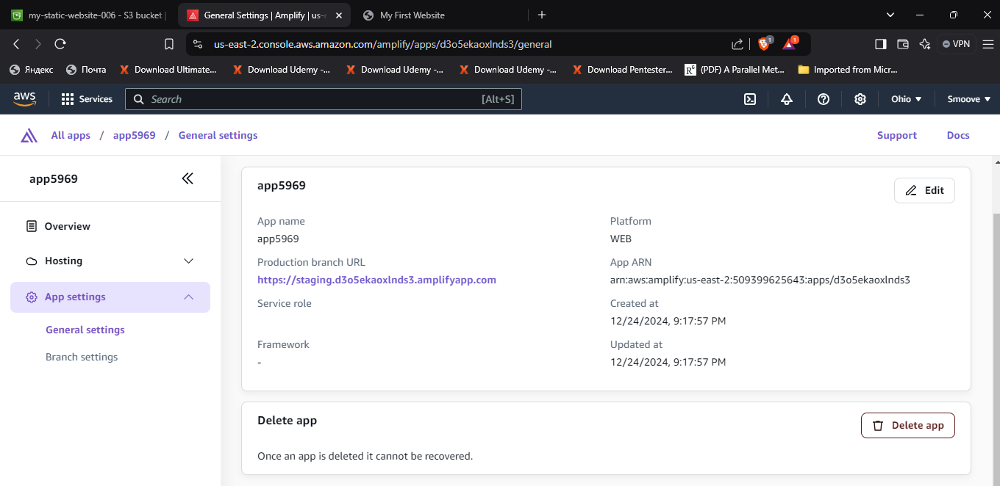 my-static-website-006 - S3 bucket
General Settings | Amplify | us-
My First Website
us-east-2.console.aws.amazon.com/amplify/apps/d3o5ekaoxlnds3/general
1
1
VPN
Яндекс
Почта
Download Ultimate...
Download Udemy -...
Download Udemy -...
Download Udemy -...
Download Pentester...
(PDF) A Parallel Met...
Imported from Micr...
aws
Services
Search
[Alt+S]
Ohio
Smoove
All apps / app5969 / General settings
Support
Docs
app5969
Overview
Hosting
App settings
General settings
Branch settings
app5969
Edit
App name
app5969
Platform
WEB
Production branch URL
https://staging.d3o5ekaoxlnds3.amplifyapp.com
App ARN
arn:aws:amplify:us-east-2:509399625643:apps/d3o5ekaoxlnds3
Service role
Created at
12/24/2024, 9:17:57 PM
Framework
-
Updated at
12/24/2024, 9:17:57 PM
Delete app
Delete app
Once an app is deleted it cannot be recovered.